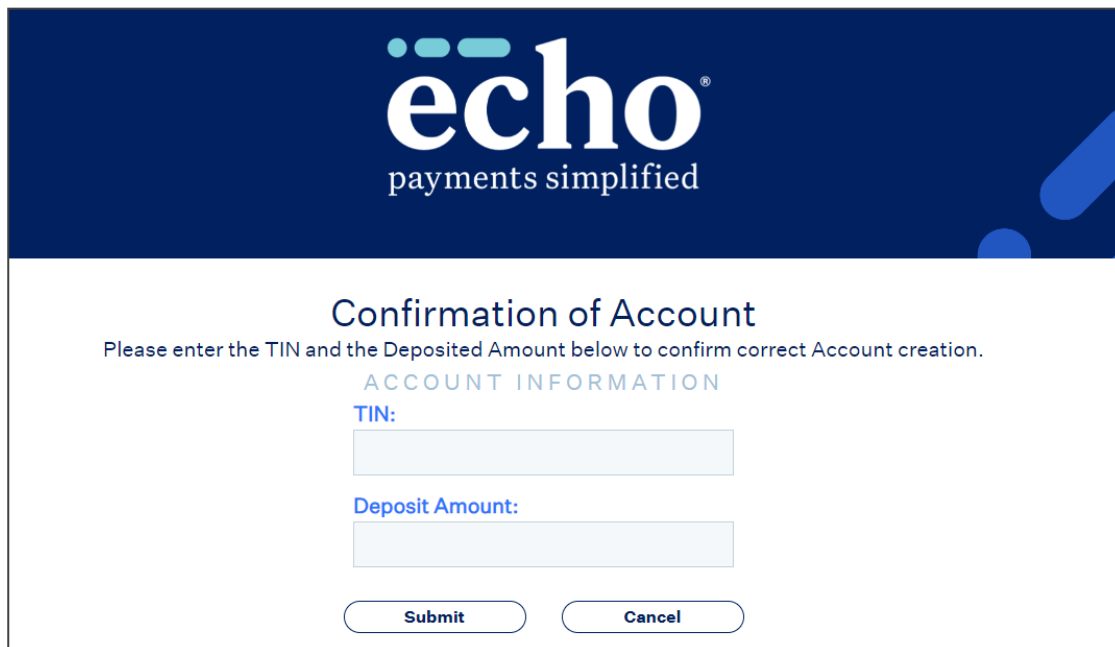 echo®
payments simplified
Confirmation of Account
Please enter the TIN and the Deposited Amount below to confirm correct Account creation.
ACCOUNT INFORMATION
TIN:
Deposit Amount:
Submit Cancel